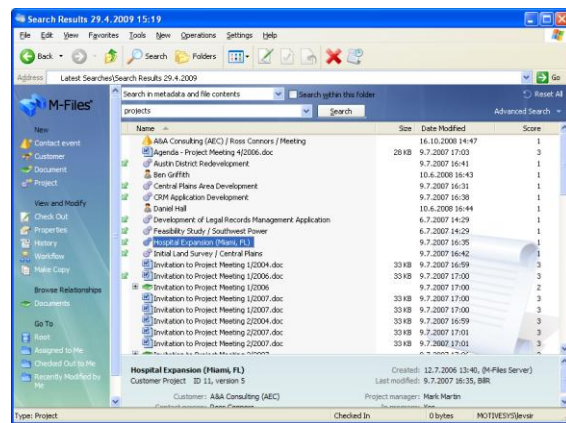 Search Results 29.4.2009 15:19
File Edit View Favorites Tools New Operations Settings Help
Back Search Folders
Address Latest Searches\Search Results 29.4.2009 Go
M-Files
Search in metadata and file contents Search within this folder Reset All
projects Search Advanced Search
New
Contact event
Customer
Document
Project
View and Modify
Check Out
Properties
History
Workflow
Make Copy
Browse Relationships
Documents
Go To
Root
Assigned to Me
Checked Out to Me
Recently Modified by Me
Name Size Date Modified Score
A&A Consulting (AEC) / Ross Connors / Meeting 16.10.2008 14:47 1
Agenda - Project Meeting 4/2006.doc 28 KB 9.7.2007 17:03 3
Austin District Redevelopment 9.7.2007 16:41 1
Ben Griffith 10.6.2008 16:43 1
Central Plains Area Development 9.7.2007 16:31 1
CRM Application Development 9.7.2007 16:38 1
Daniel Hall 10.6.2008 16:44 1
Development of Legal Records Management Application 6.7.2007 14:29 1
Feasibility Study / Southwest Power 6.7.2007 14:29 1
Hospital Expansion (Miami, FL) 9.7.2007 16:35 1
Initial Land Survey / Central Plains 9.7.2007 16:42 1
Invitation to Project Meeting 1/2004.doc 33 KB 9.7.2007 16:59 3
Invitation to Project Meeting 1/2006.doc 33 KB 9.7.2007 17:00 3
Invitation to Project Meeting 1/2006 9.7.2007 17:00 2
Invitation to Project Meeting 1/2007.doc 33 KB 9.7.2007 17:00 3
Invitation to Project Meeting 2/2004.doc 33 KB 9.7.2007 16:59 3
Invitation to Project Meeting 2/2007.doc 33 KB 9.7.2007 17:01 3
Invitation to Project Meeting 2/2007.doc 33 KB 9.7.2007 17:01 3
Hospital Expansion (Miami, FL) Created: 12.7.2006 13:40, (M-Files Server)
Customer Project ID 11, version 5 Last modified: 9.7.2007 16:35, BillR
Customer: A&A Consulting (AEC) Project manager: Mark Martin
Type: Project Checked In 0 bytes MOTIVESYS\levsir